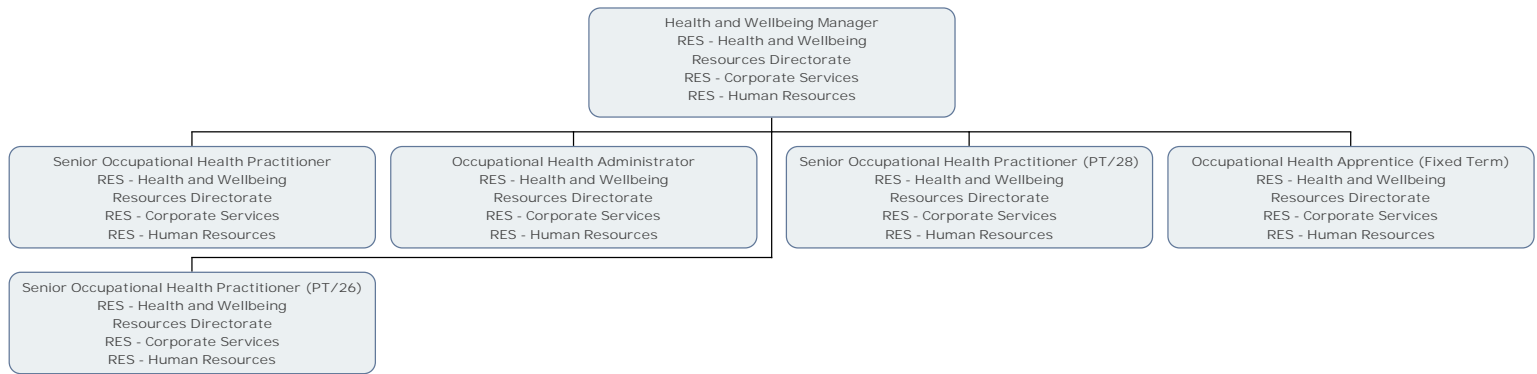 Health and Wellbeing Manager
RES - Health and Wellbeing
Resources Directorate
RES - Corporate Services
RES - Human Resources
Senior Occupational Health Practitioner
RES - Health and Wellbeing
Resources Directorate
RES - Corporate Services
RES - Human Resources
Occupational Health Administrator
RES - Health and Wellbeing
Resources Directorate
RES - Corporate Services
RES - Human Resources
Senior Occupational Health Practitioner (PT/28)
RES - Health and Wellbeing
Resources Directorate
RES - Corporate Services
RES - Human Resources
Occupational Health Apprentice (Fixed Term)
RES - Health and Wellbeing
Resources Directorate
RES - Corporate Services
RES - Human Resources
Senior Occupational Health Practitioner (PT/26)
RES - Health and Wellbeing
Resources Directorate
RES - Corporate Services
RES - Human Resources